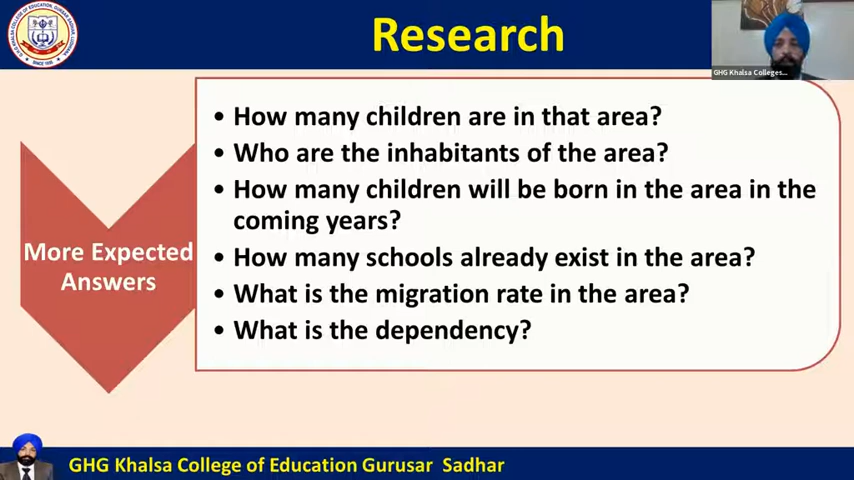 Research
GHG Khalsa Colleges...
• How many children are in that area?
• Who are the inhabitants of the area?
• How many children will be born in the area in the
coming years?
• How many schools already exist in the area?
• What is the migration rate in the area?
• What is the dependency?
More Expected
Answers
GHG Khalsa College of Education Gurusar Sadhar